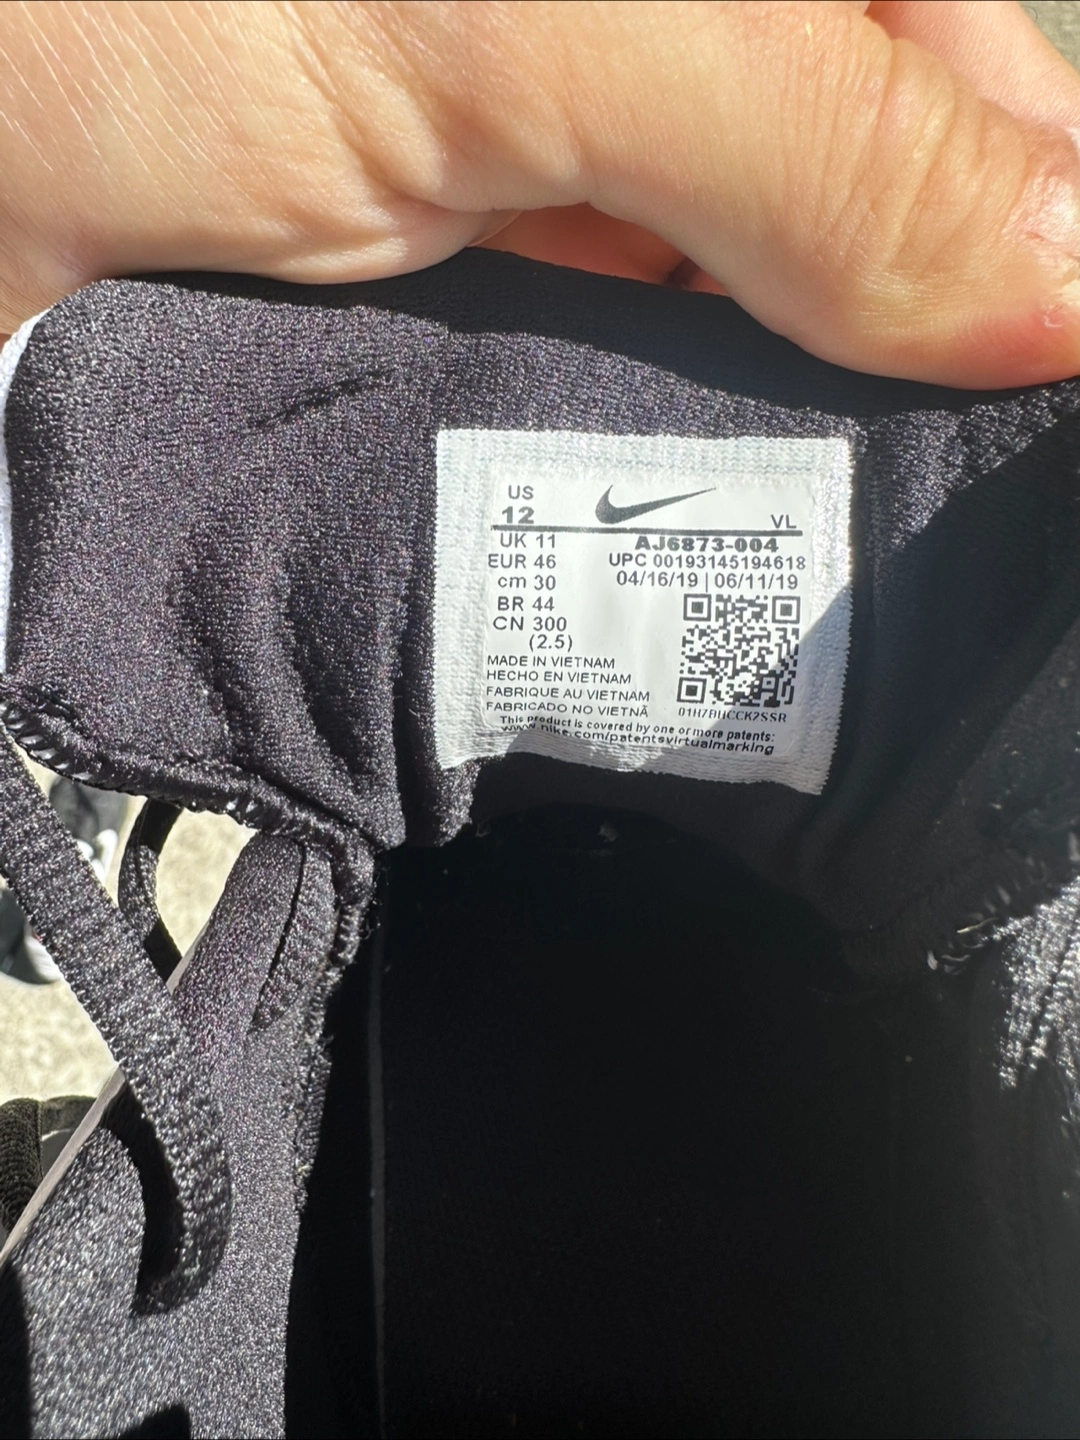 US
12
VL
UK 11
AJ6873-004
EUR 46
UPC 00193145194618
cm 30
04/16/19 | 06/11/19
BR 44
CN 300
(2.5)
MADE IN VIETNAM
HECHO EN VIETNAM
FABRIQUE AU VIETNAM
FABRICADO NO VIETNÃ
01H7BHCCK2SSR
This product is covered by one or more patents:
www.nike.com/patentsvirtualmarking